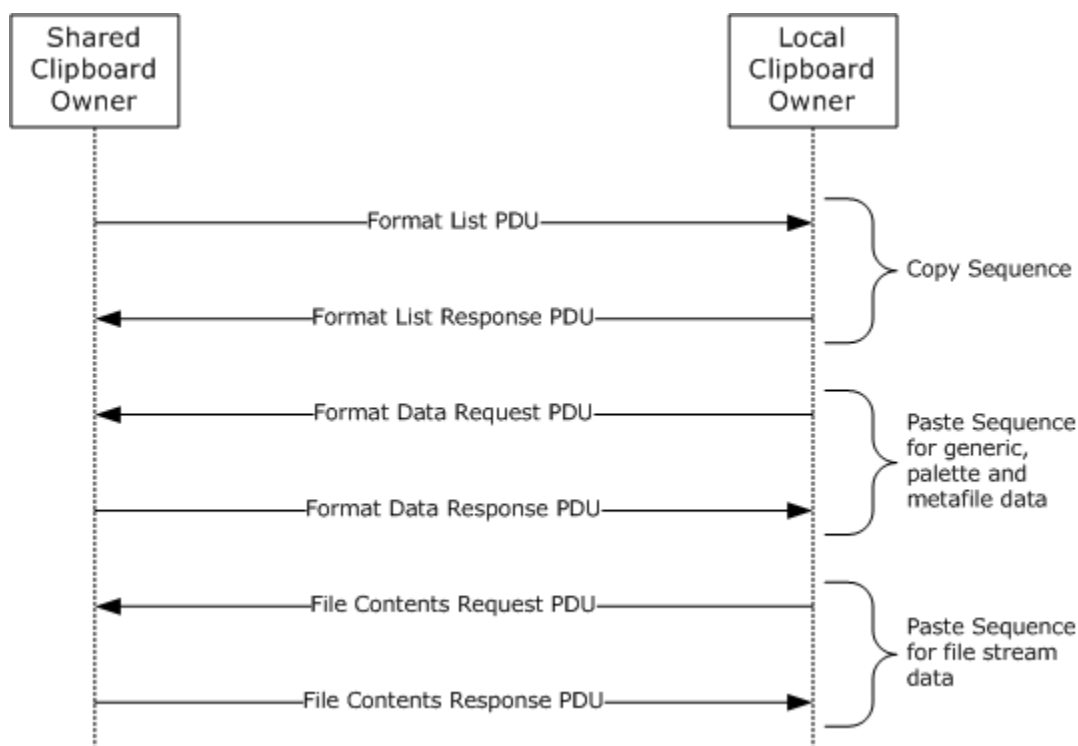 Shared
Clipboard
Owner
Local
Clipboard
Owner
Format List PDU
Copy Sequence
Format List Response PDU
Format Data Request PDU
Paste Sequence
for generic,
palette and
metafile data
Format Data Response PDU
File Contents Request PDU
Paste Sequence
for file stream
data
File Contents Response PDU